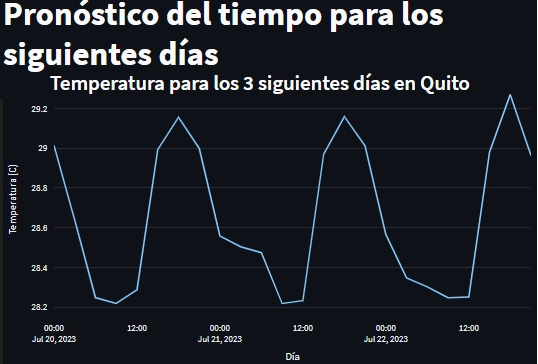 Pronóstico del tiempo para los
siguientes días
Temperatura para los 3 siguientes días en Quito
29.2
29
28.8
28.6
28.4
28.2
Temperatura (C)
00:00 12:00 00:00 12:00 00:00 12:00
Jul 20, 2023 Jul 21, 2023 Jul 22, 2023
Día